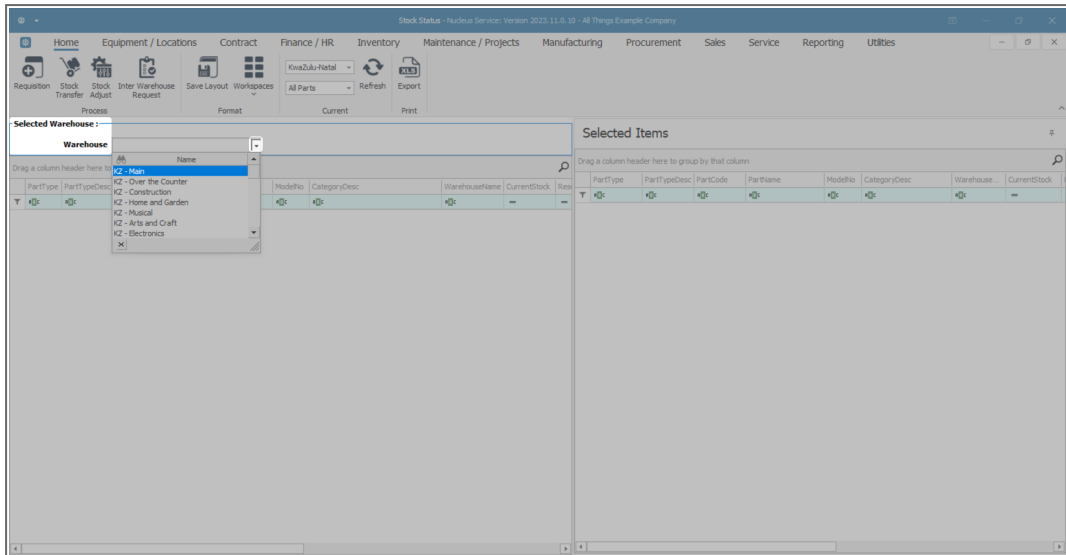 Stock Status - Nucleus Service: Version 2023.11.0.10 - All Things Example Company
Home Equipment / Locations Contract Finance / HR Inventory Maintenance / Projects Manufacturing Procurement Sales Service Reporting Utilities
Requisition Stock Transfer Stock Adjust Inter Warehouse Request Save Layout Workspaces KwaZulu-Natal All Parts Refresh XLS Export
Process Format Current Print
Selected Warehouse :
Warehouse
Name
KZ - Main
KZ - Over the Counter
KZ - Construction
KZ - Home and Garden
KZ - Musical
KZ - Arts and Craft
KZ - Electronics
Drag a column header here to
PartType PartTypeDesc ModelNo CategoryDesc WarehouseName CurrentStock Res
Selected Items
Drag a column header here to group by that column
PartType PartTypeDesc PartCode PartName ModelNo CategoryDesc Warehouse... CurrentStock